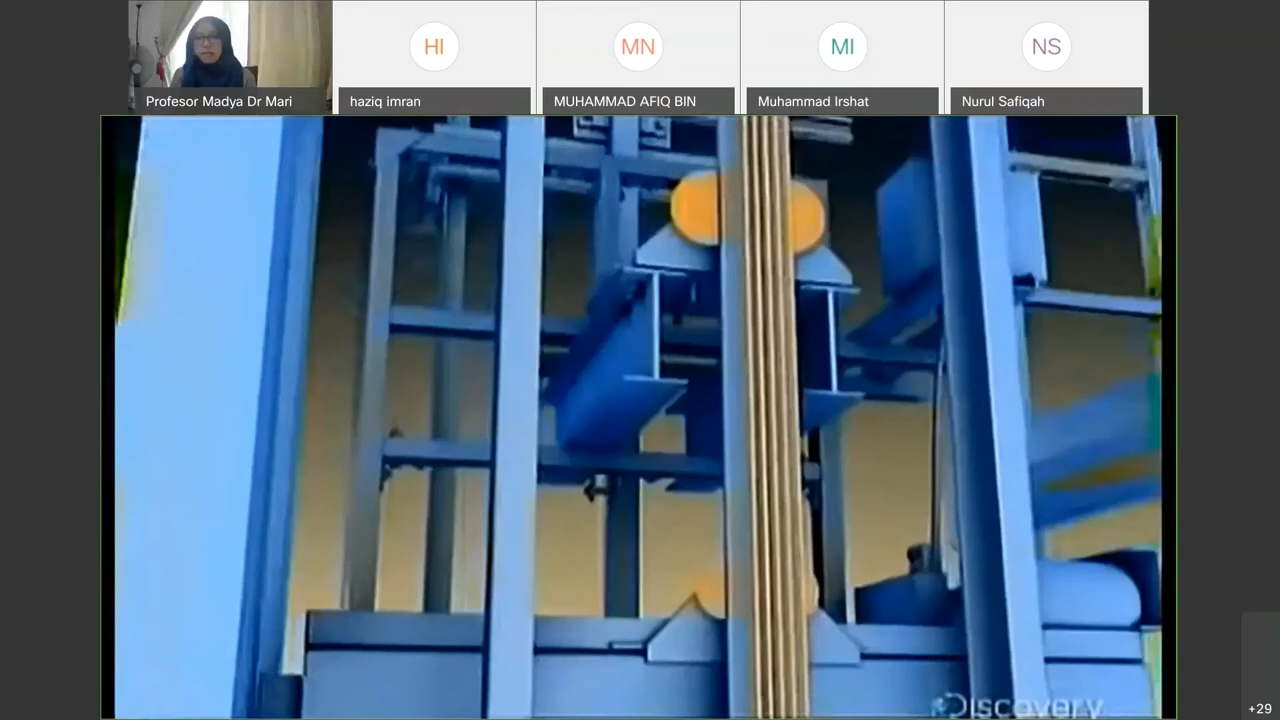 HI
MN
MI
NS
Profesor Madya Dr Mari
haziq imran
MUHAMMAD AFIQ BIN
Muhammad Irshat
Nurul Safiqah
Discovery
+29